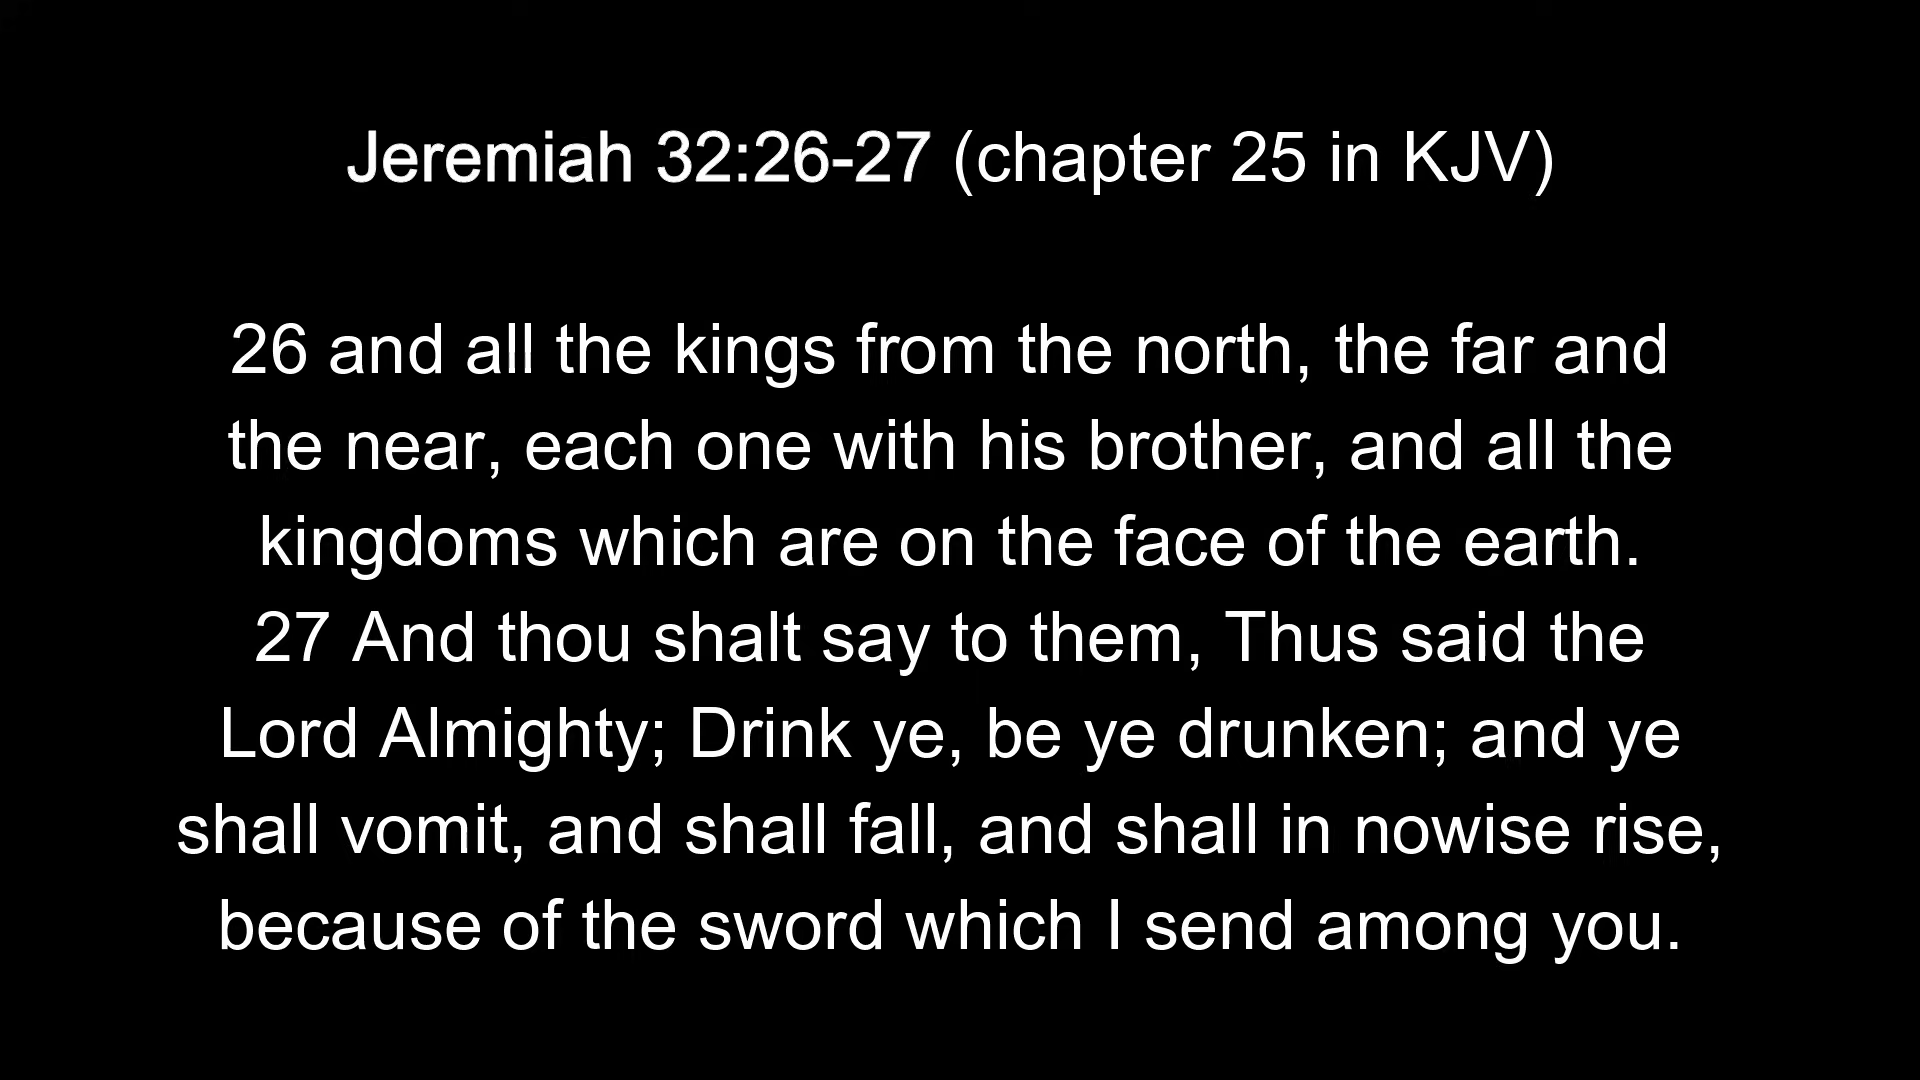 Jeremiah 32:26-27 (chapter 25 in KJV)
26 and all the kings from the north, the far and
the near, each one with his brother, and all the
kingdoms which are on the face of the earth.
27 And thou shalt say to them, Thus said the
Lord Almighty; Drink ye, be ye drunken; and ye
shall vomit, and shall fall, and shall in nowise rise,
because of the sword which I send among you.